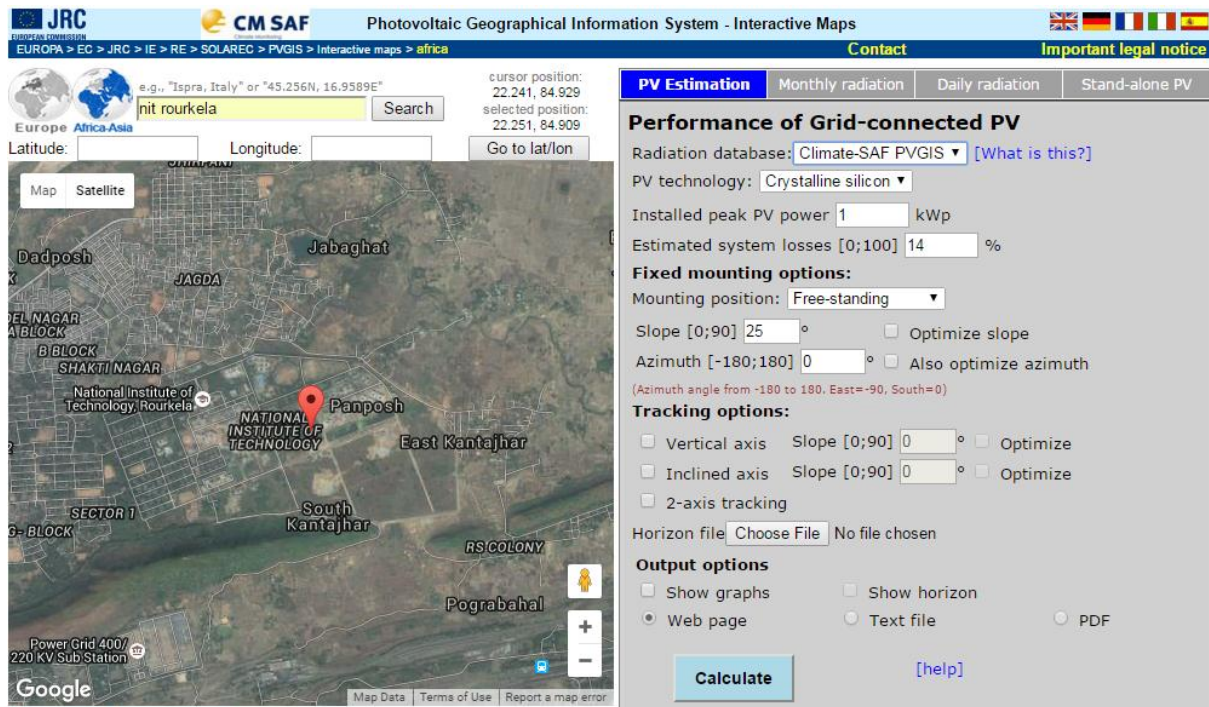 JRC
EUROPEAN COMMISSION
CM SAF
Photovoltaic Geographical Information System - Interactive Maps
EUROPA > EC > JRC > IE > RE > SOLAREC > PVGIS > Interactive maps > africa
Contact
Important legal notice
Europe
Africa-Asia
e.g., "Ispra, Italy" or "45.256N, 16.9589E"
nit rourkela
Search
cursor position:
22.241, 84.929
selected position:
22.251, 84.909
Latitude:
Longitude:
Go to lat/lon
Map
Satellite
Dadposh
Jabaghat
JAGDA
B BLOCK
SHAKTI NAGAR
National Institute of
Technology, Rourkela
NATIONAL
INSTITUTE OF
TECHNOLOGY
Panposh
East Kantajhar
SECTOR 1
South
Kantajhar
RS COLONY
Pograbahal
Power Grid 400/
220 KV Sub Station
Google
Map Data
Terms of Use
Report a map error
PV Estimation
Monthly radiation
Daily radiation
Stand-alone PV
Performance of Grid-connected PV
Radiation database: Climate-SAF PVGIS [What is this?]
PV technology: Crystalline silicon
Installed peak PV power 1 kWp
Estimated system losses [0;100] 14 %
Fixed mounting options:
Mounting position: Free-standing
Slope [0;90] 25 ° Optimize slope
Azimuth [-180;180] 0 ° Also optimize azimuth
(Azimuth angle from -180 to 180. East=-90, South=0)
Tracking options:
Vertical axis Slope [0;90] 0 ° Optimize
Inclined axis Slope [0;90] 0 ° Optimize
2-axis tracking
Horizon file Choose File No file chosen
Output options
Show graphs Show horizon
Web page Text file PDF
Calculate
[help]